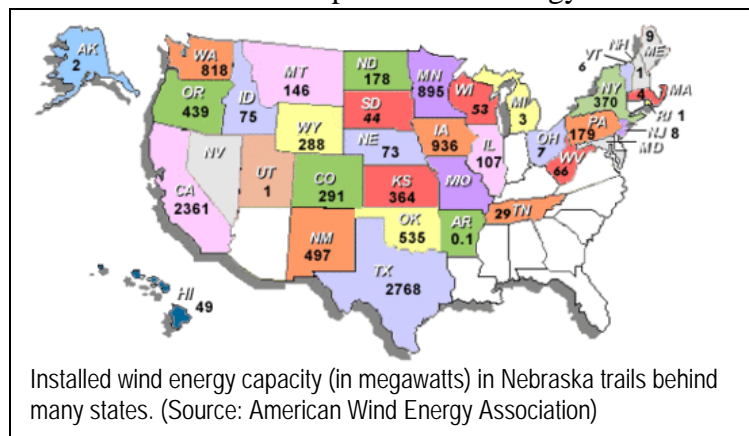 AK
2
WA
818
OR
439
ID
75
MT
146
ND
178
MN
895
SD
44
WI
53
MI
3
WY
288
NE
73
IA
936
IL
107
NV
UT
1
CO
291
KS
364
MO
CA
2361
NM
497
OK
535
AR
0.1
TX
2768
29 TN
OH
7
WV
66
PA
179
NY
370
VT
6
NH
1
9
ME
4
MA
RI 1
NJ 8
MD
HI
49
Installed wind energy capacity (in megawatts) in Nebraska trails behind
many states. (Source: American Wind Energy Association)